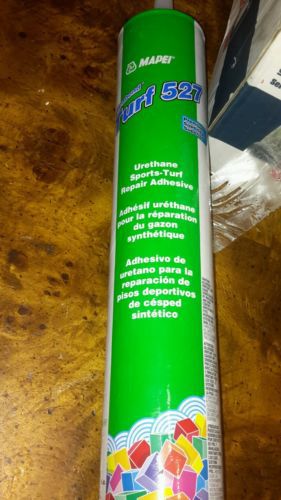 MAPEI
Turf 527
Urethane
Sports-Turf
Repair Adhesive
Adhésif uréthane
pour la réparation
du gazon
synthétique
Adhesivo de
uretano para la
reparación de
pisos deportivos
de césped
sintético